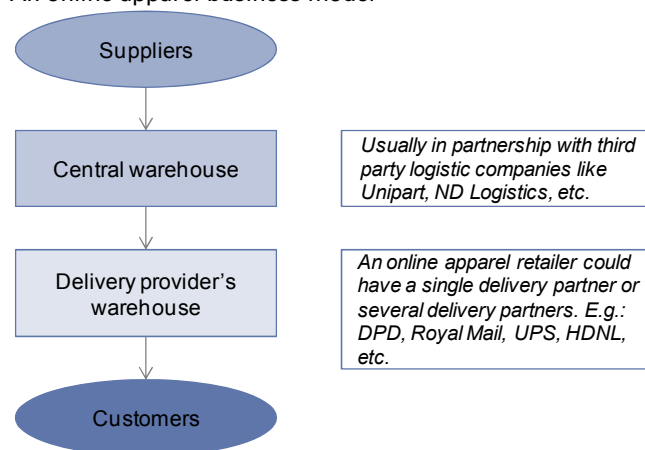 An online apparel business model
Suppliers
Central warehouse
Usually in partnership with third
party logistic companies like
Unipart, ND Logistics, etc.
Delivery provider's
warehouse
An online apparel retailer could
have a single delivery partner or
several delivery partners. E.g.:
DPD, Royal Mail, UPS, HDNL,
etc.
Customers